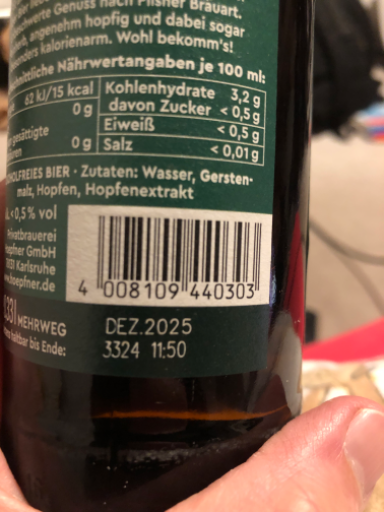 Genuss nach Pilsner Brauart.
angenehm hopfig und dabei sogar
kalorienarm. Wohl bekomm's!
Nährwertangaben je 100 ml:
62 kJ/15 kcal
0 g
0 g
Kohlenhydrate 3,2 g
davon Zucker < 0,5 g
Eiweiß < 0,5 g
Salz < 0,01 g
BIER · Zutaten: Wasser, Gersten-
malz, Hopfen, Hopfenextrakt
< 0,5 % vol
Privatbrauerei
GmbH
Karlsruhe
www.hoepfner.de
4 008109 440303
MEHRWEG
haltbar bis Ende:
DEZ.2025
3324 11:50